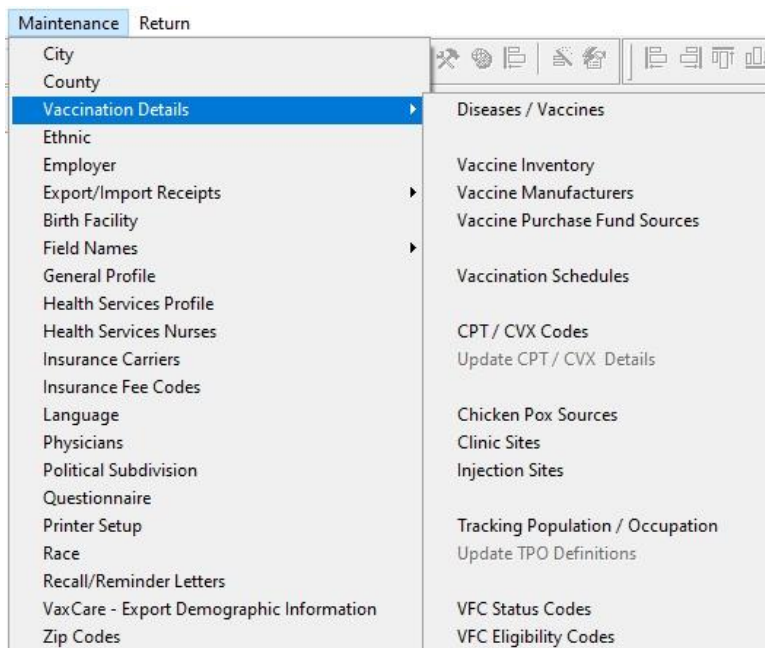 Maintenance Return
City
County
Vaccination Details
Ethnic
Employer
Export/Import Receipts
Birth Facility
Field Names
General Profile
Health Services Profile
Health Services Nurses
Insurance Carriers
Insurance Fee Codes
Language
Physicians
Political Subdivision
Questionnaire
Printer Setup
Race
Recall/Reminder Letters
VaxCare - Export Demographic Information
Zip Codes
Diseases / Vaccines
Vaccine Inventory
Vaccine Manufacturers
Vaccine Purchase Fund Sources
Vaccination Schedules
CPT / CVX Codes
Update CPT / CVX  Details
Chicken Pox Sources
Clinic Sites
Injection Sites
Tracking Population / Occupation
Update TPO Definitions
VFC Status Codes
VFC Eligibility Codes